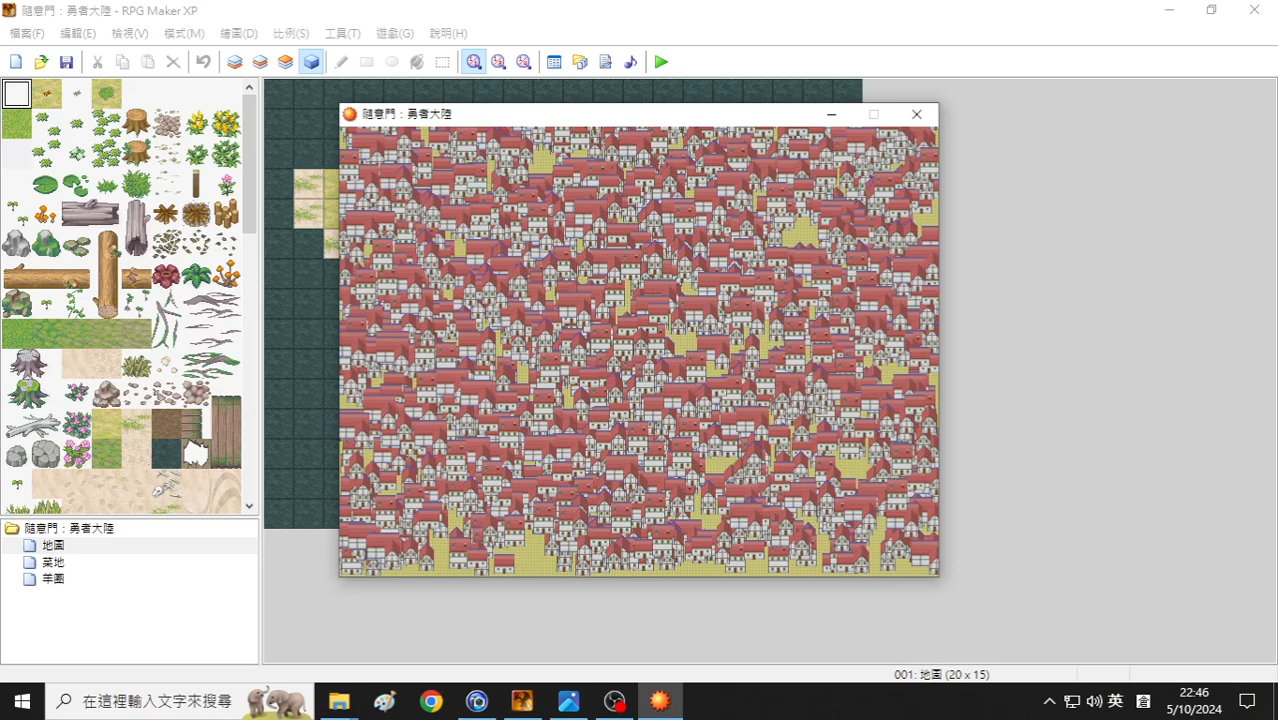 隨意門：勇者大陸 - RPG Maker XP
檔案(F) 編輯(E) 檢視(V) 模式(M) 繪圖(D) 比例(S) 工具(T) 遊戲(G) 說明(H)
隨意門：勇者大陸
隨意門：勇者大陸
地圖
菜地
羊圈
001: 地圖 (20 x 15)
在這裡輸入文字來搜尋
英
22:46
5/10/2024